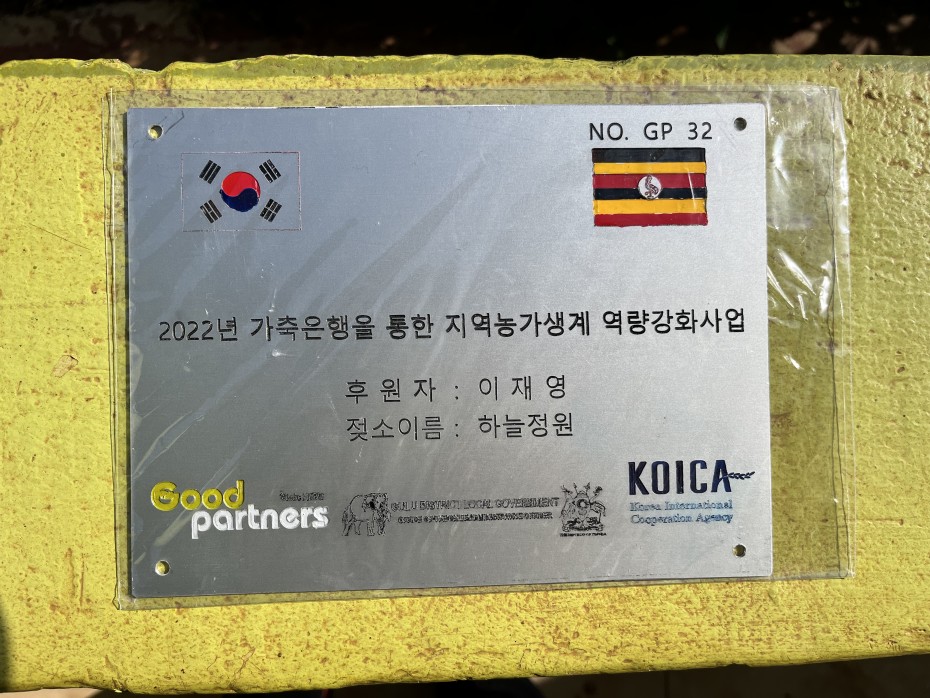 NO. GP 32
2022년 가축은행을 통한 지역농가생계 역량강화사업
후 원 자 : 이 재 영
젖소이름 : 하늘정원
Good
partners
GULU DISTRICT LOCAL GOVERNMENT
KOICA
Korea International
Cooperation Agency